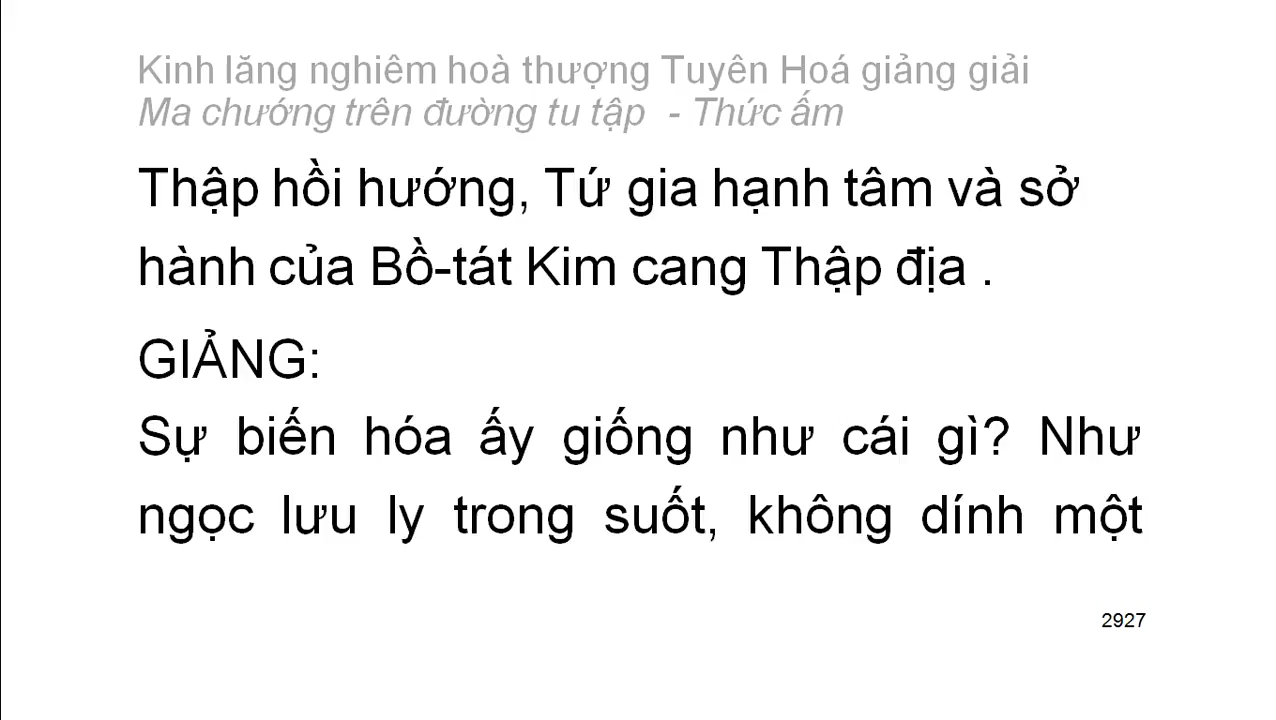 Kinh lăng nghiêm hoà thượng Tuyên Hoá giảng giải
Ma chướng trên đường tu tập - Thức ấm
Thập hồi hướng, Tứ gia hạnh tâm và sở
hành của Bồ-tát Kim cang Thập địa .
GIẢNG:
Sự biến hóa ấy giống như cái gì? Như
ngọc lưu ly trong suốt, không dính một
2927